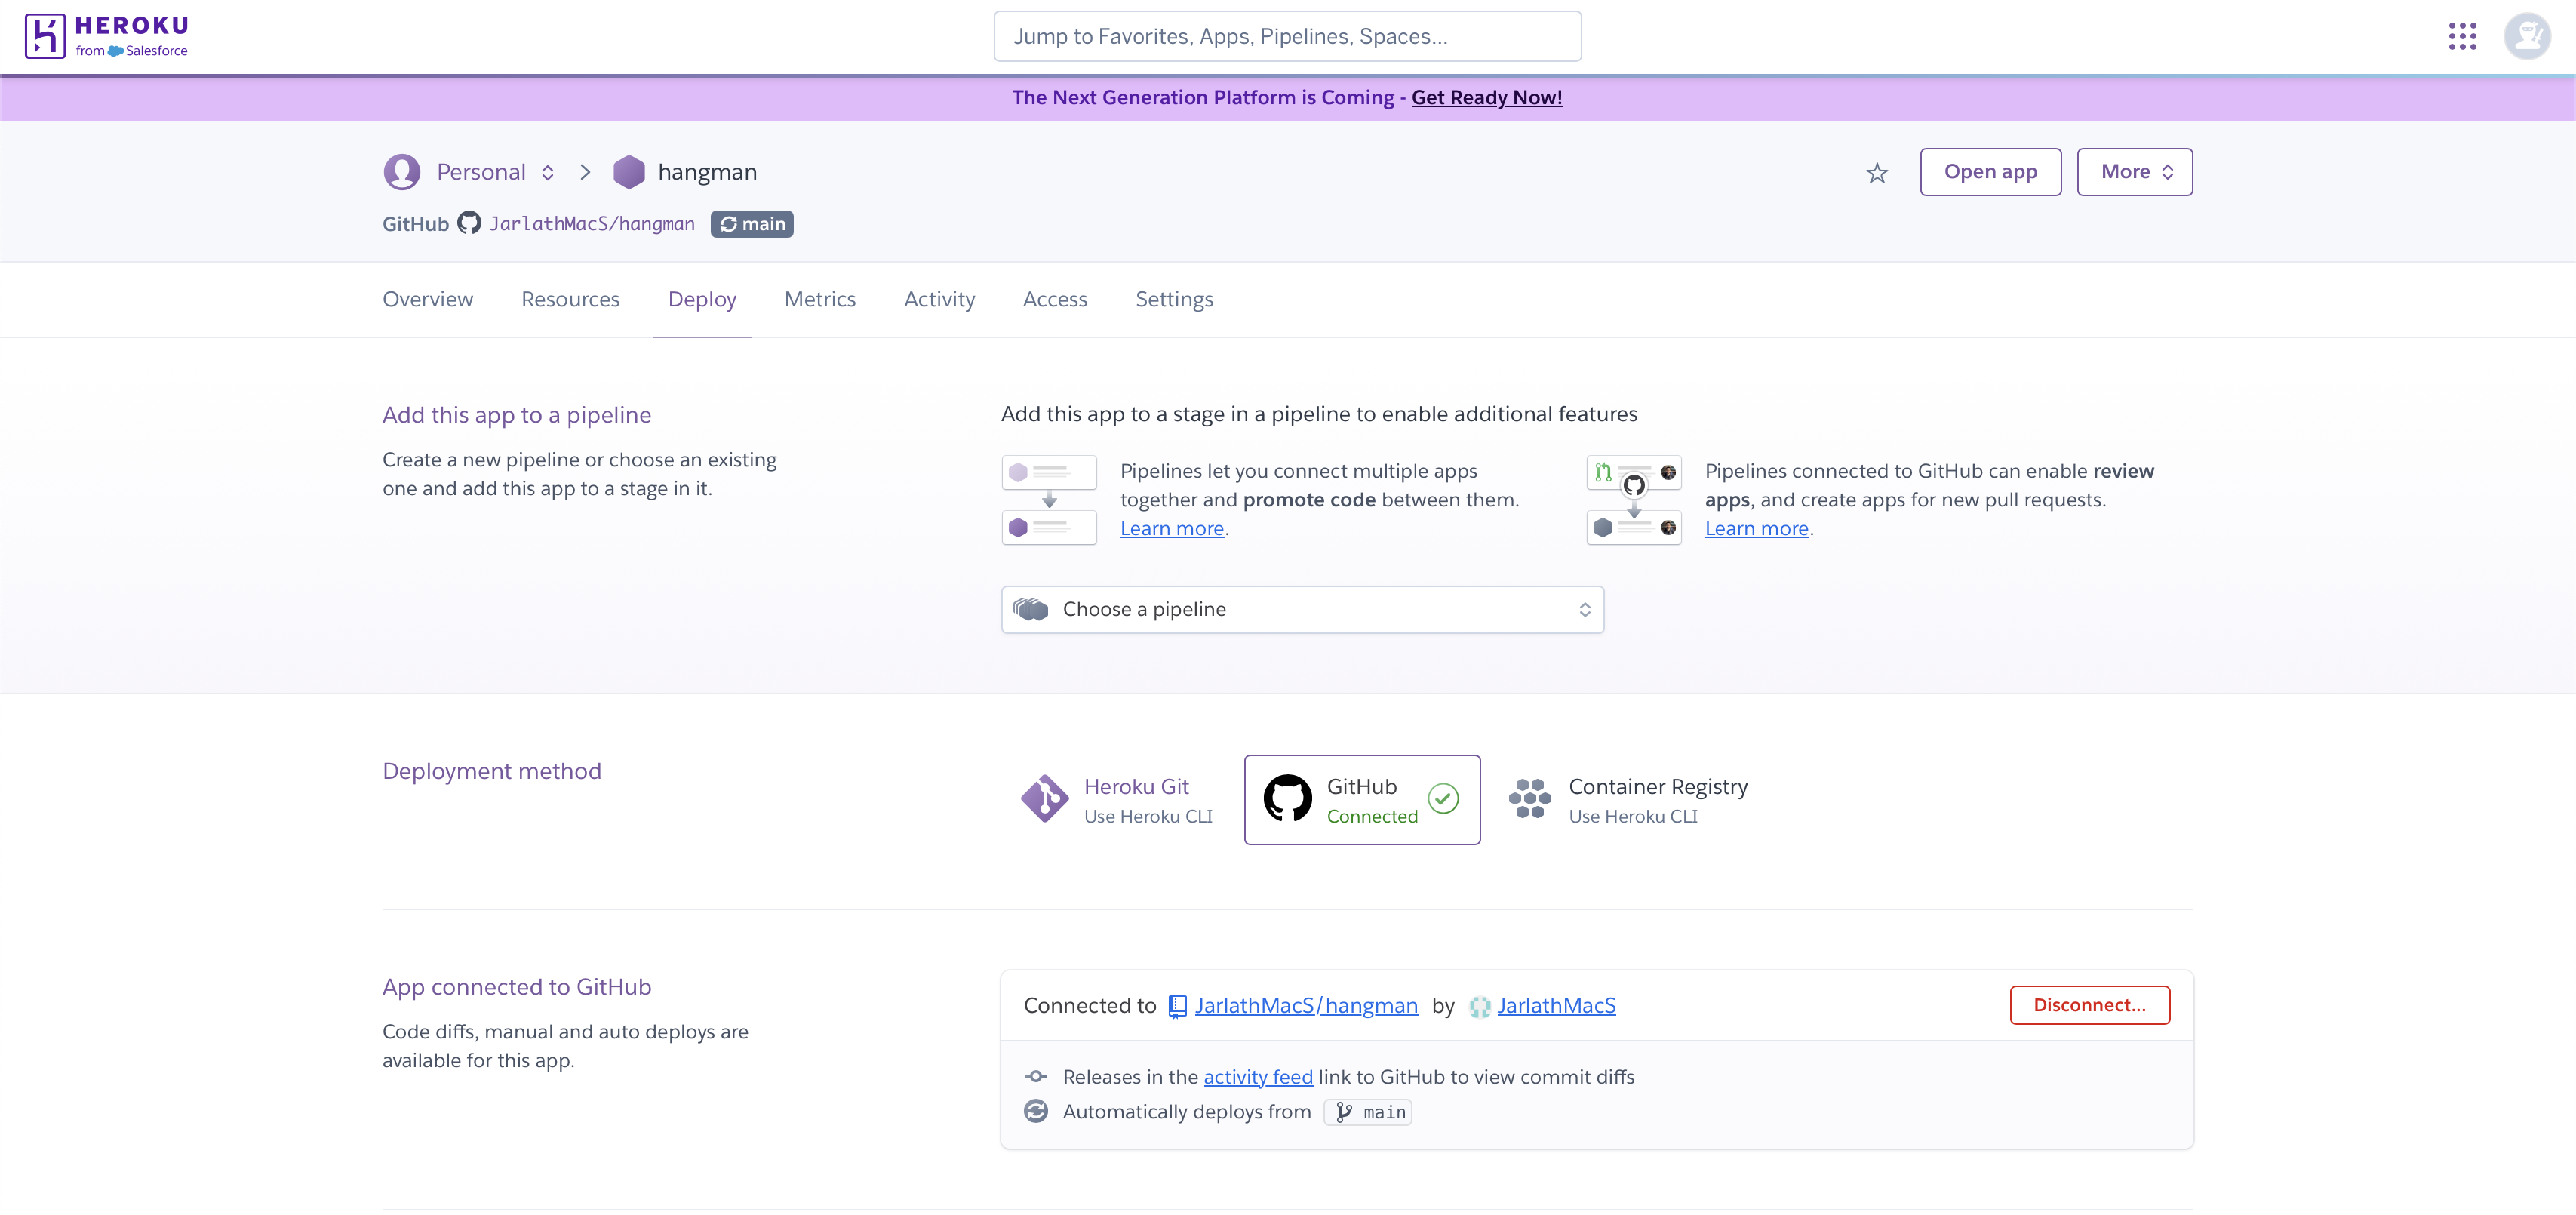 HEROKU
from Salesforce
Jump to Favorites, Apps, Pipelines, Spaces...
The Next Generation Platform is Coming - Get Ready Now!
Personal
hangman
Open app
More
GitHub JarlathMacS/hangman main
Overview
Resources
Deploy
Metrics
Activity
Access
Settings
Add this app to a pipeline
Create a new pipeline or choose an existing
one and add this app to a stage in it.
Add this app to a stage in a pipeline to enable additional features
Pipelines let you connect multiple apps
together and promote code between them.
Learn more.
Pipelines connected to GitHub can enable review
apps, and create apps for new pull requests.
Learn more.
Choose a pipeline
Deployment method
Heroku Git
Use Heroku CLI
GitHub
Connected
Container Registry
Use Heroku CLI
App connected to GitHub
Code diffs, manual and auto deploys are
available for this app.
Connected to JarlathMacS/hangman by JarlathMacS
Disconnect...
Releases in the activity feed link to GitHub to view commit diffs
Automatically deploys from main